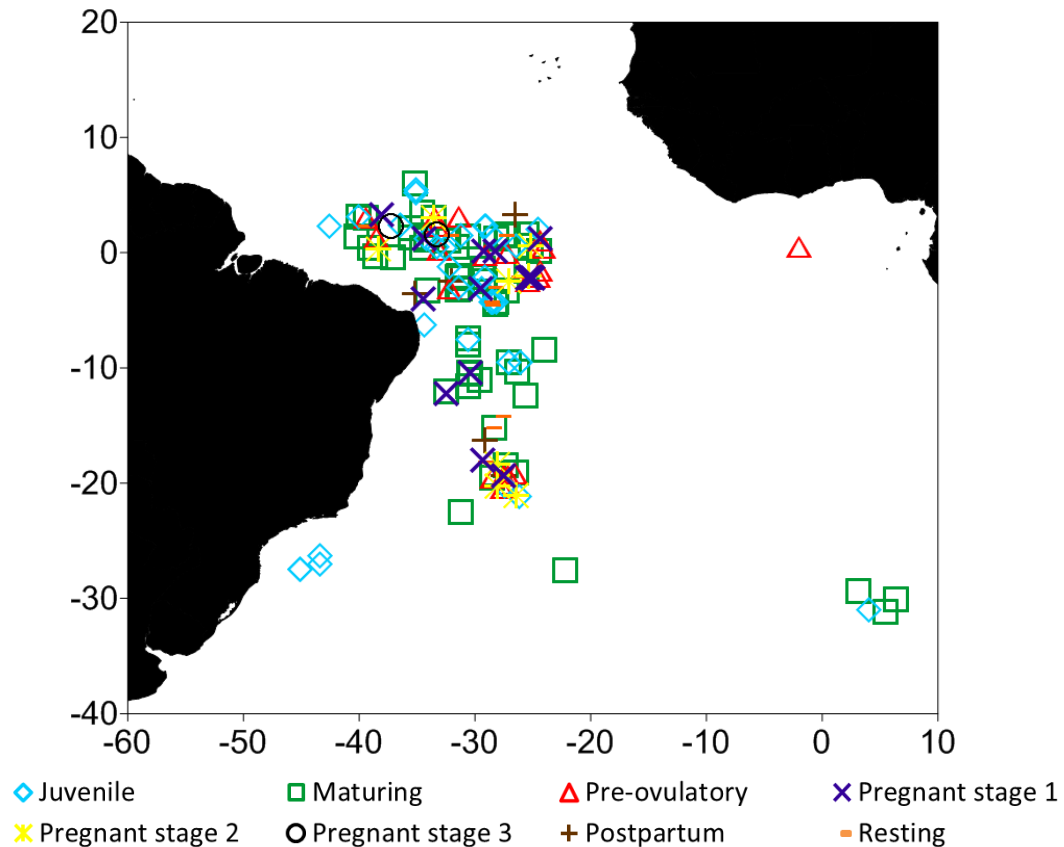 20
10
0
-10
-20
-30
-40
-60 -50 -40 -30 -20 -10 0 10
Juvenile Maturing Pre-ovulatory Pregnant stage 1
Pregnant stage 2 Pregnant stage 3 Postpartum Resting